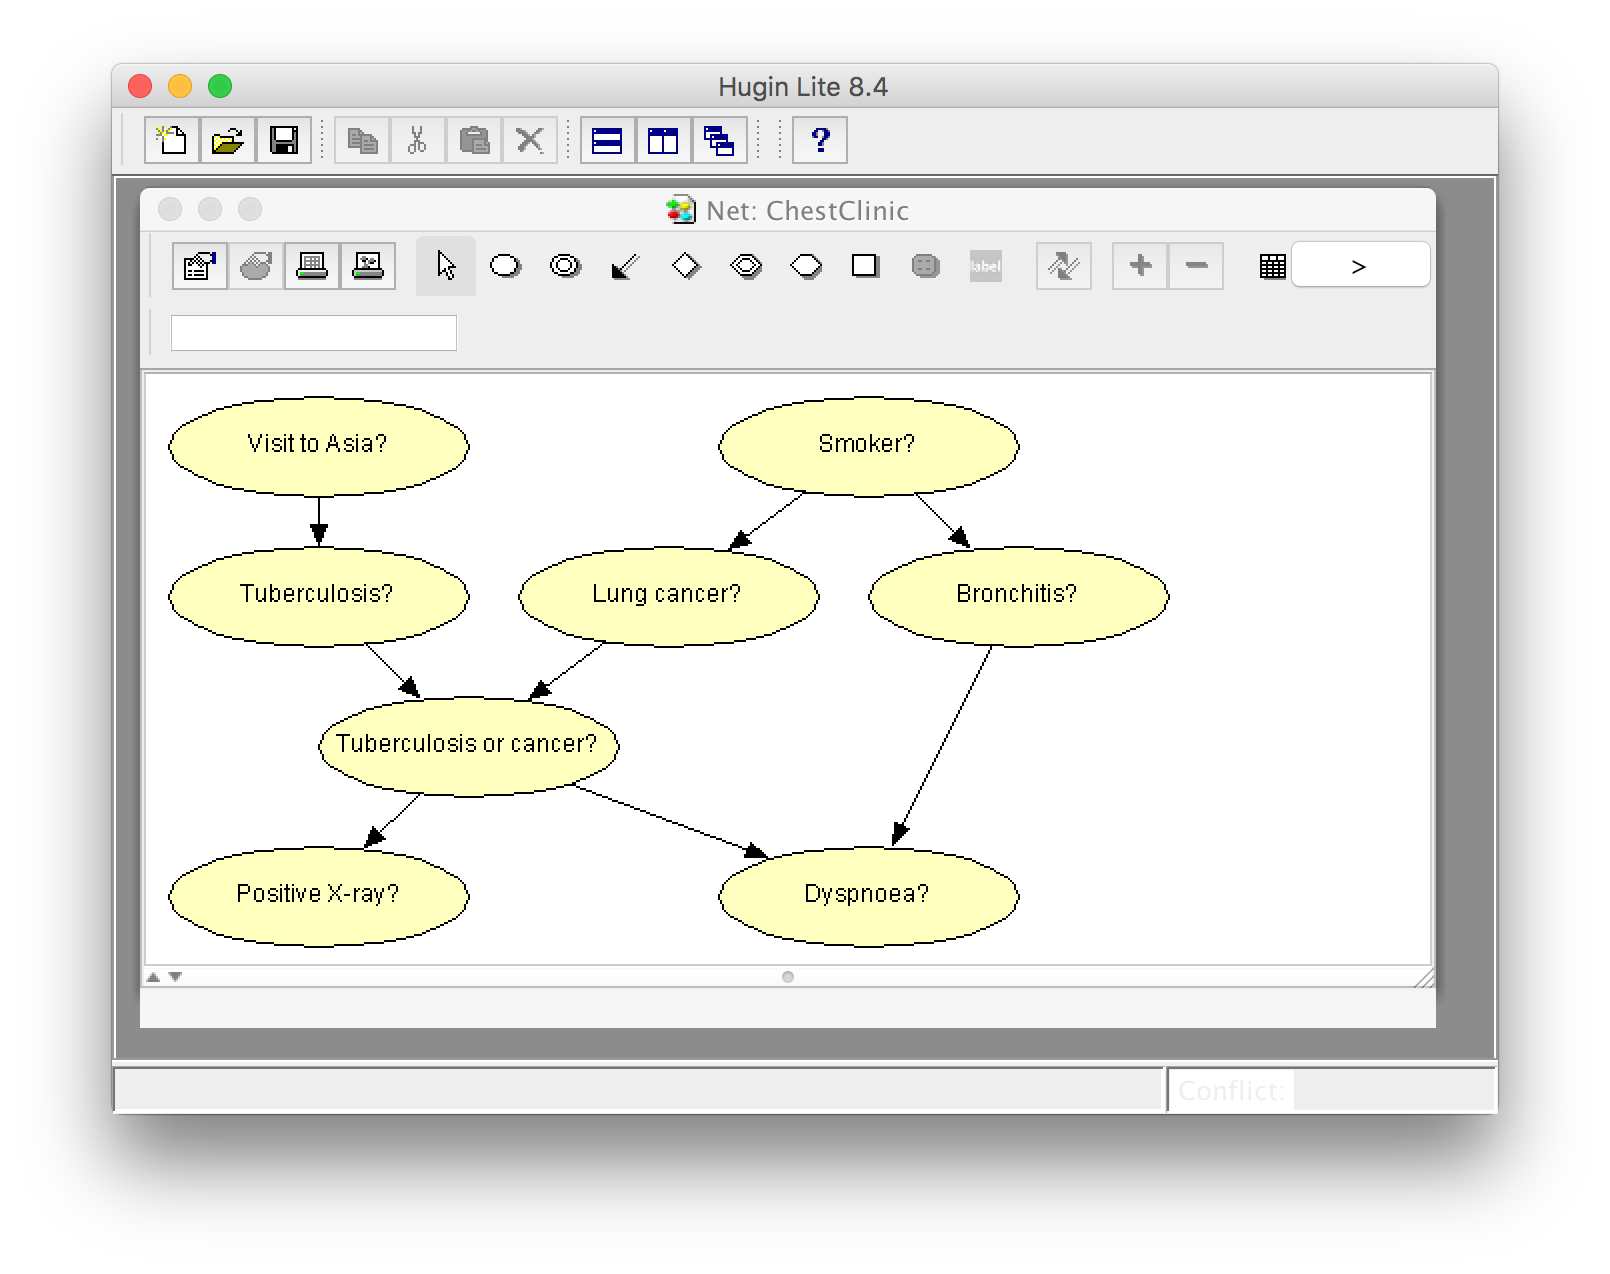 Hugin Lite 8.4
?
Net: ChestClinic
label
>
Visit to Asia?
Smoker?
Tuberculosis?
Lung cancer?
Bronchitis?
Tuberculosis or cancer?
Positive X-ray?
Dyspnoea?
Conflict: